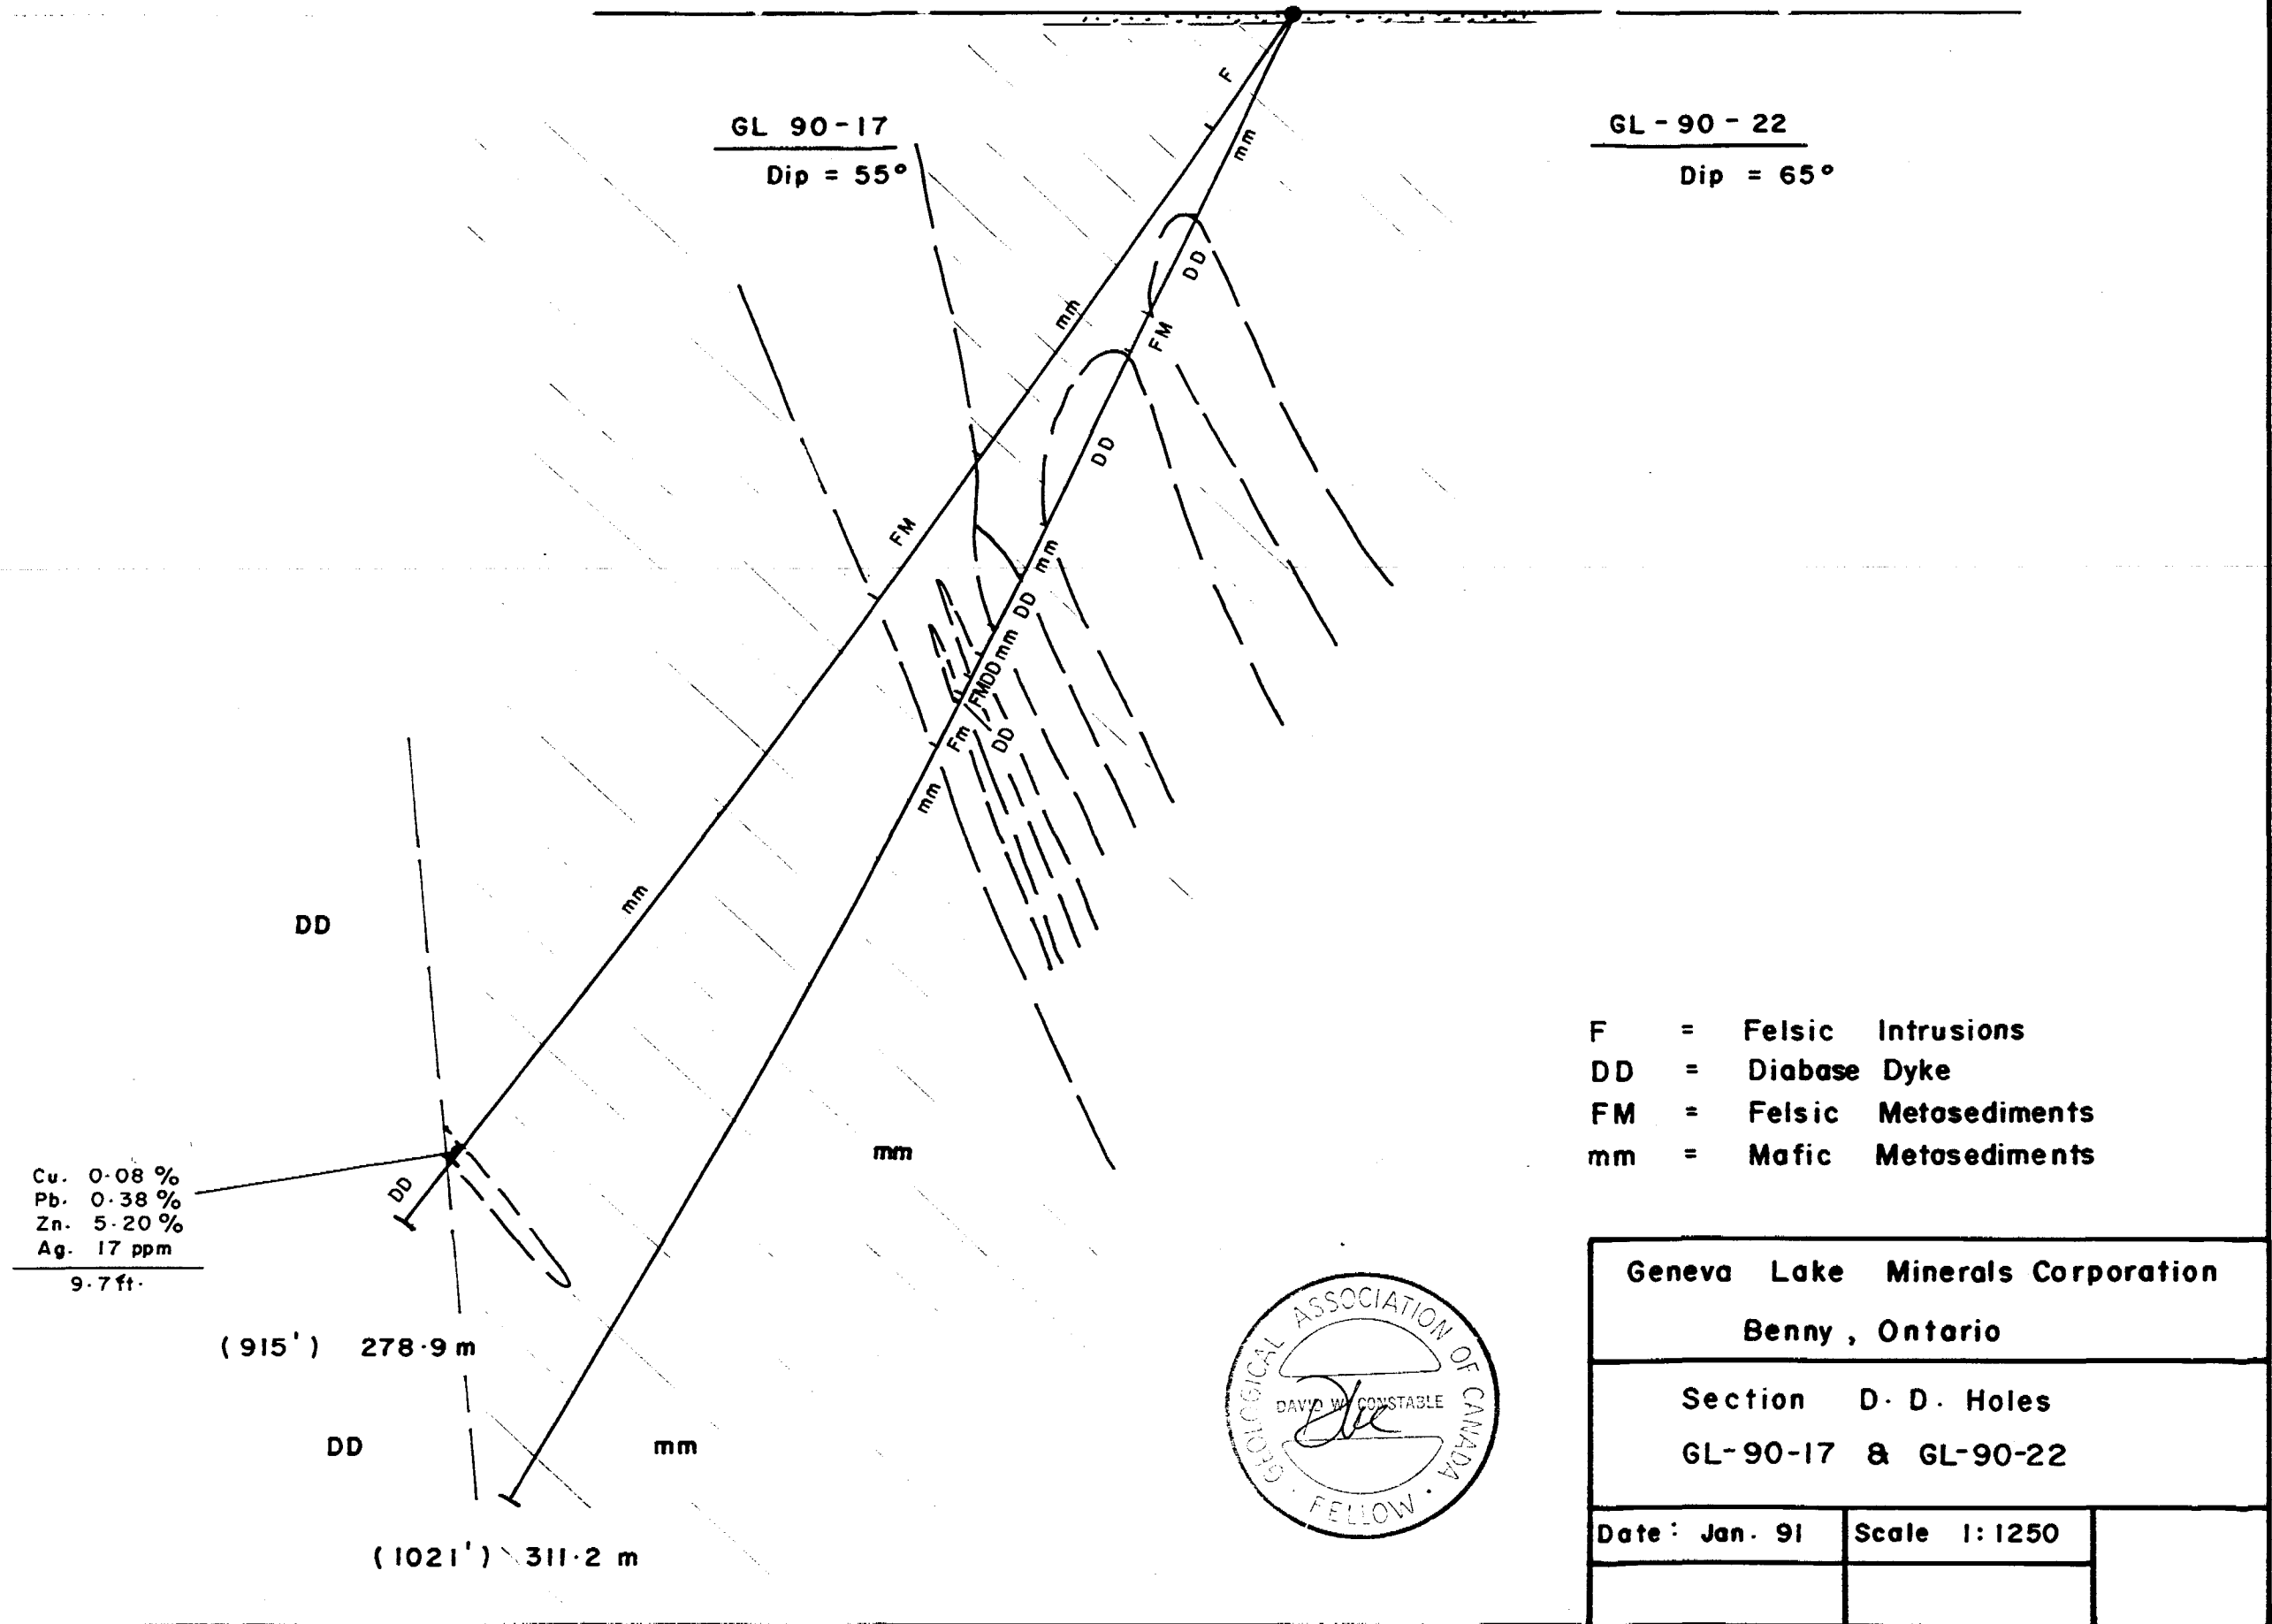 GL 90-17
Dip = 55°
GL-90-22
Dip = 65°
F
mm
mm
DD
FM
DD
FM
mm
DD
mm
DD
FM
Fm
DD
mm
mm
DD
mm
DD
Cu. 0.08 %
Pb. 0.38 %
Zn. 5.20 %
Ag. 17 ppm
9.7 ft.
(915') 278.9 m
DD
mm
(1021') 311.2 m
F = Felsic Intrusions
DD = Diabase Dyke
FM = Felsic Metasediments
mm = Mafic Metasediments
GEOLOGICAL ASSOCIATION OF CANADA
DAVID W. CONSTABLE
FELLOW
Geneva Lake Minerals Corporation
Benny, Ontario
Section D. D. Holes
GL-90-17 & GL-90-22
Date: Jan. 91
Scale 1:1250